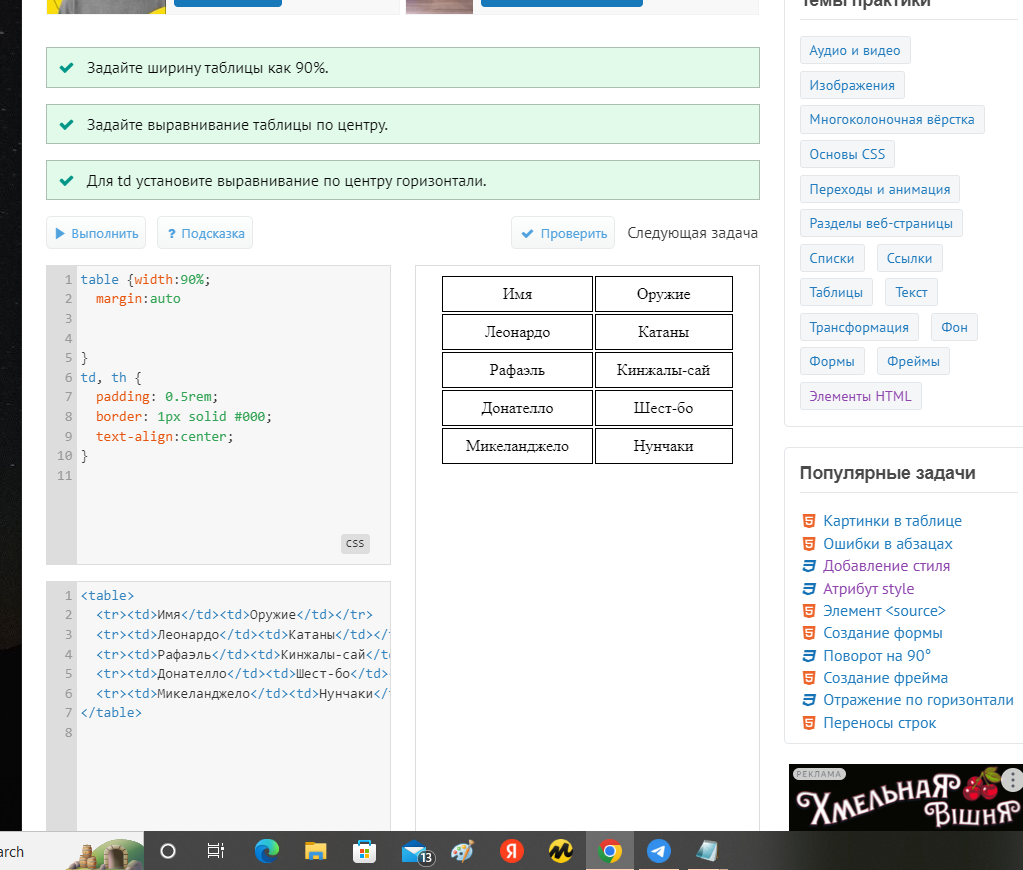 Темы практики
Задайте ширину таблицы как 90%.
Задайте выравнивание таблицы по центру.
Для td установите выравнивание по центру горизонтали.
Выполнить
? Подсказка
Проверить
Следующая задача
1 table {width:90%;
2 margin:auto
3
4
5 }
6 td, th {
7 padding: 0.5rem;
8 border: 1px solid #000;
9 text-align:center;
10 }
11
CSS
Имя Оружие
Леонардо Катаны
Рафаэль Кинжалы-сай
Донателло Шест-бо
Микеланджело Нунчаки
1 <table>
2 <tr><td>Имя</td><td>Оружие</td></tr>
3 <tr><td>Леонардо</td><td>Катаны</td></
4 <tr><td>Рафаэль</td><td>Кинжалы-сай</t
5 <tr><td>Донателло</td><td>Шест-бо</td>
6 <tr><td>Микеланджело</td><td>Нунчаки</
7 </table>
8
Аудио и видео
Изображения
Многоколоночная вёрстка
Основы CSS
Переходы и анимация
Разделы веб-страницы
Списки Ссылки
Таблицы Текст
Трансформация Фон
Формы Фреймы
Элементы HTML
Популярные задачи
Картинки в таблице
Ошибки в абзацах
Добавление стиля
Атрибут style
Элемент <source>
Создание формы
Поворот на 90°
Создание фрейма
Отражение по горизонтали
Переносы строк
РЕКЛАМА
ХМЕЛЬНАЯ
ВІШНЯ
arch
13
Я